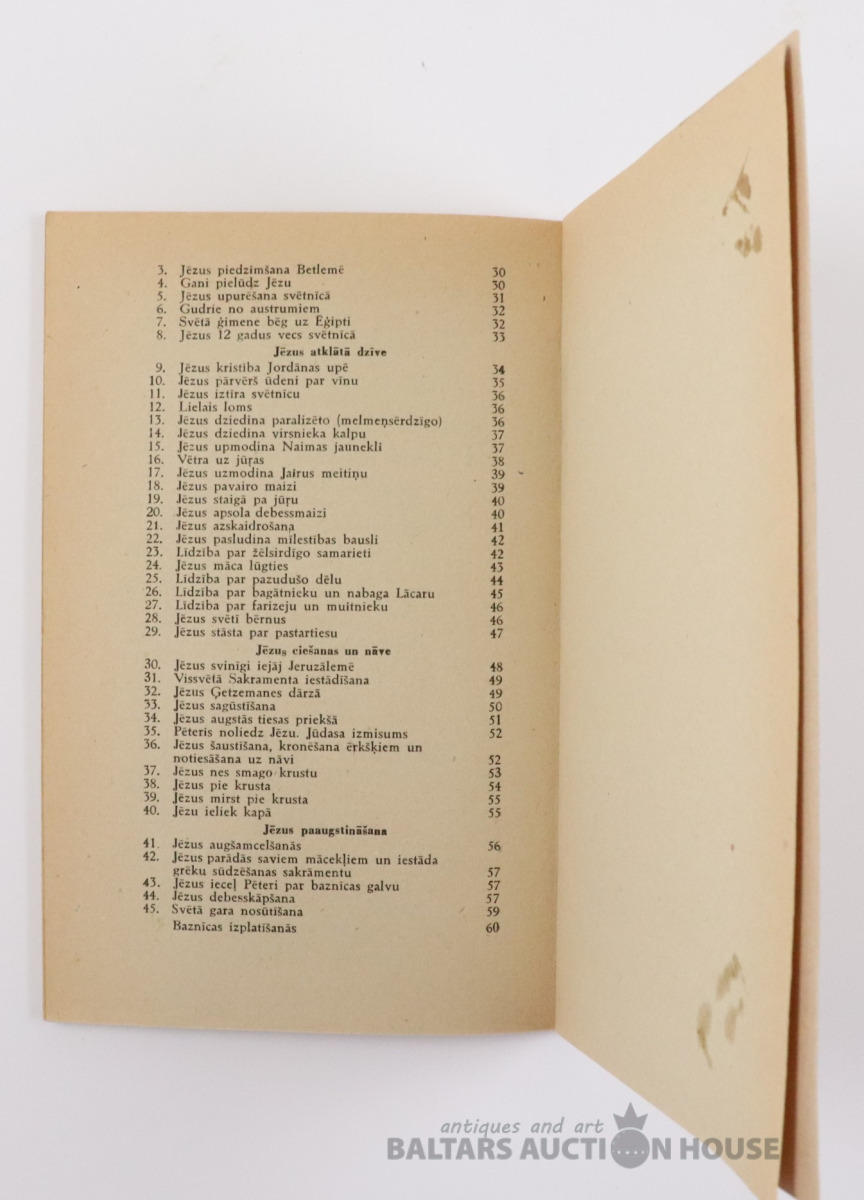 3. Jēzus piedzimšana Betlemē 30
4. Gani pielūdz Jēzu 30
5. Jēzus upurēšana svētnīcā 31
6. Gudrie no austrumiem 32
7. Svētā ģimene bēg uz Ēģipti 32
8. Jēzus 12 gadus vecs svētnīcā 33
Jēzus atklātā dzīve
9. Jēzus kristība Jordānas upē 34
10. Jēzus pārvērš ūdeni par vīnu 35
11. Jēzus iztīra svētnīcu 36
12. Lielais loms 36
13. Jēzus dziedina paralizēto (melmeņsērdzīgo) 36
14. Jēzus dziedina virsnieka kalpu 37
15. Jēzus upmodina Naimas jaunekli 37
16. Vētra uz jūŗas 38
17. Jēzus uzmodina Jaīrus meitiņu 39
18. Jēzus pavairo maizi 39
19. Jēzus staigā pa jūŗu 40
20. Jēzus apsola debessmaizi 40
21. Jēzus azskaidrošana 41
22. Jēzus pasludina mīlestības bausli 42
23. Līdzība par žēlsirdīgo samarieti 42
24. Jēzus māca lūgties 43
25. Līdzība par pazudušo dēlu 44
26. Līdzība par bagātnieku un nabaga Lācaru 45
27. Līdzība par farizeju un muitnieku 46
28. Jēzus svētī bērnus 46
29. Jēzus stāsta par pastartiesu 47
Jēzus ciešanas un nāve
30. Jēzus svinīgi iejāj Jeruzālemē 48
31. Vissvētā Sakramenta iestādīšana 49
32. Jēzus Ģetzemanes dārzā 49
33. Jēzus sagūstīšana 50
34. Jēzus augstās tiesas priekšā 51
35. Pēteris noliedz Jēzu. Jūdasa izmisums 52
36. Jēzus šaustīšana, kronēšana ērkšķiem un
notiesāšana uz nāvi 52
37. Jēzus nes smago krustu 53
38. Jēzus pie krusta 54
39. Jēzus mirst pie krusta 55
40. Jēzu ieliek kapā 55
Jēzus paaugstināšana
41. Jēzus augšamcelšanās 56
42. Jēzus parādās saviem mācekļiem un iestāda
grēku sūdzēšanas sakrāmentu 57
43. Jēzus ieceļ Pēteri par baznīcas galvu 57
44. Jēzus debesskāpšana 57
45. Svētā gara nosūtīšana 59
Baznīcas izplatīšanās 60
antiques and art
BALTARS AUCTION HOUSE